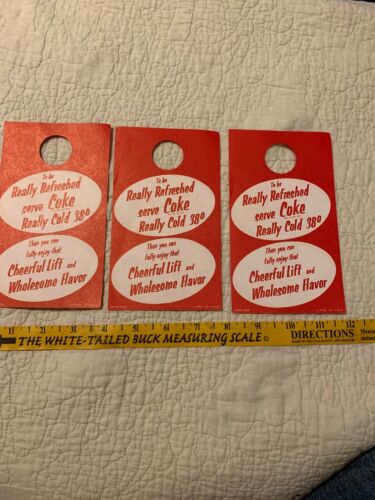 To be
Really Refreshed
serve Coke
Really Cold 38°
Then you can
fully enjoy that
Cheerful Lift and
Wholesome Flavor
To be
Really Refreshed
serve Coke
Really Cold 38°
Then you can
fully enjoy that
Cheerful Lift and
Wholesome Flavor
To be
Really Refreshed
serve Coke
Really Cold 38°
Then you can
fully enjoy that
Cheerful Lift and
Wholesome Flavor
THE WHITE-TAILED BUCK MEASURING SCALE
DIRECTIONS
110 111 112